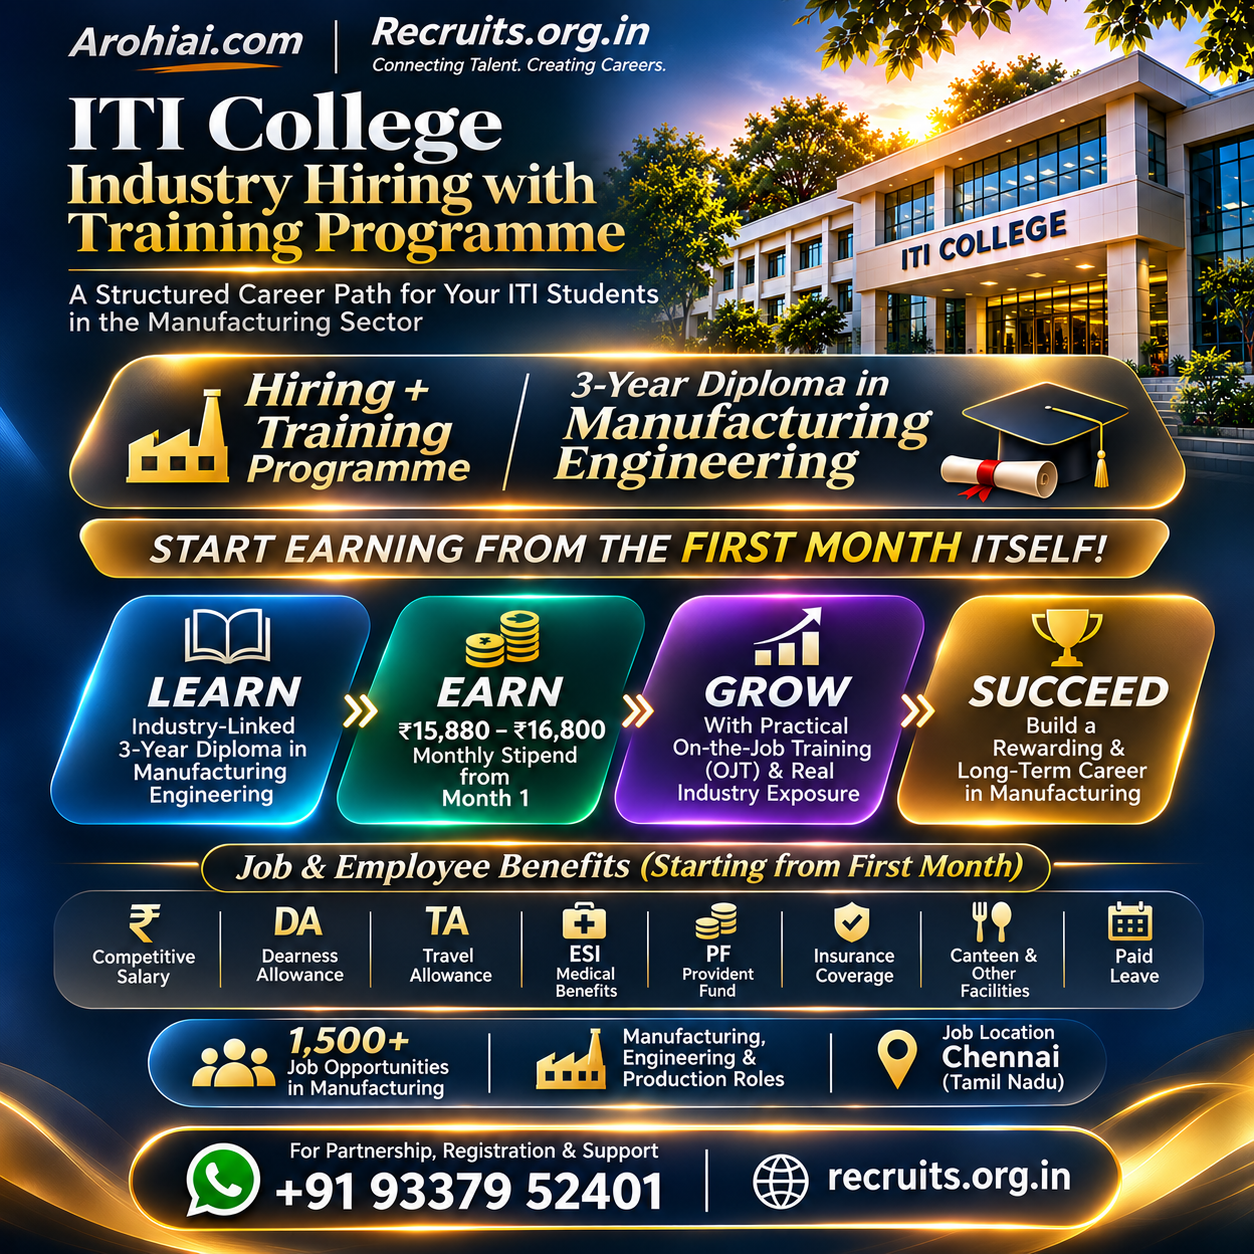 Arohiai.com
Recruits.org.in
Connecting Talent. Creating Careers.
ITI College
Industry Hiring with
Training Programme
A Structured Career Path for Your ITI Students
in the Manufacturing Sector
ITI COLLEGE
Hiring +
Training
Programme
3-Year Diploma in
Manufacturing
Engineering
START EARNING FROM THE FIRST MONTH ITSELF!
LEARN
Industry-Linked
3-Year Diploma in
Manufacturing
Engineering
EARN
₹15,880 – ₹16,800
Monthly Stipend
from
Month 1
GROW
With Practical
On-the-Job Training
(OJT) & Real
Industry Exposure
SUCCEED
Build a
Rewarding &
Long-Term Career
in Manufacturing
Job & Employee Benefits (Starting from First Month)
₹
Competitive
Salary
DA
Dearness
Allowance
TA
Travel
Allowance
ESI
Medical
Benefits
PF
Provident
Fund
Insurance
Coverage
Canteen &
Other
Facilities
Paid
Leave
1,500+
Job Opportunities
in Manufacturing
Manufacturing,
Engineering &
Production Roles
Job Location
Chennai
(Tamil Nadu)
For Partnership, Registration & Support
+91 93379 52401
recruits.org.in